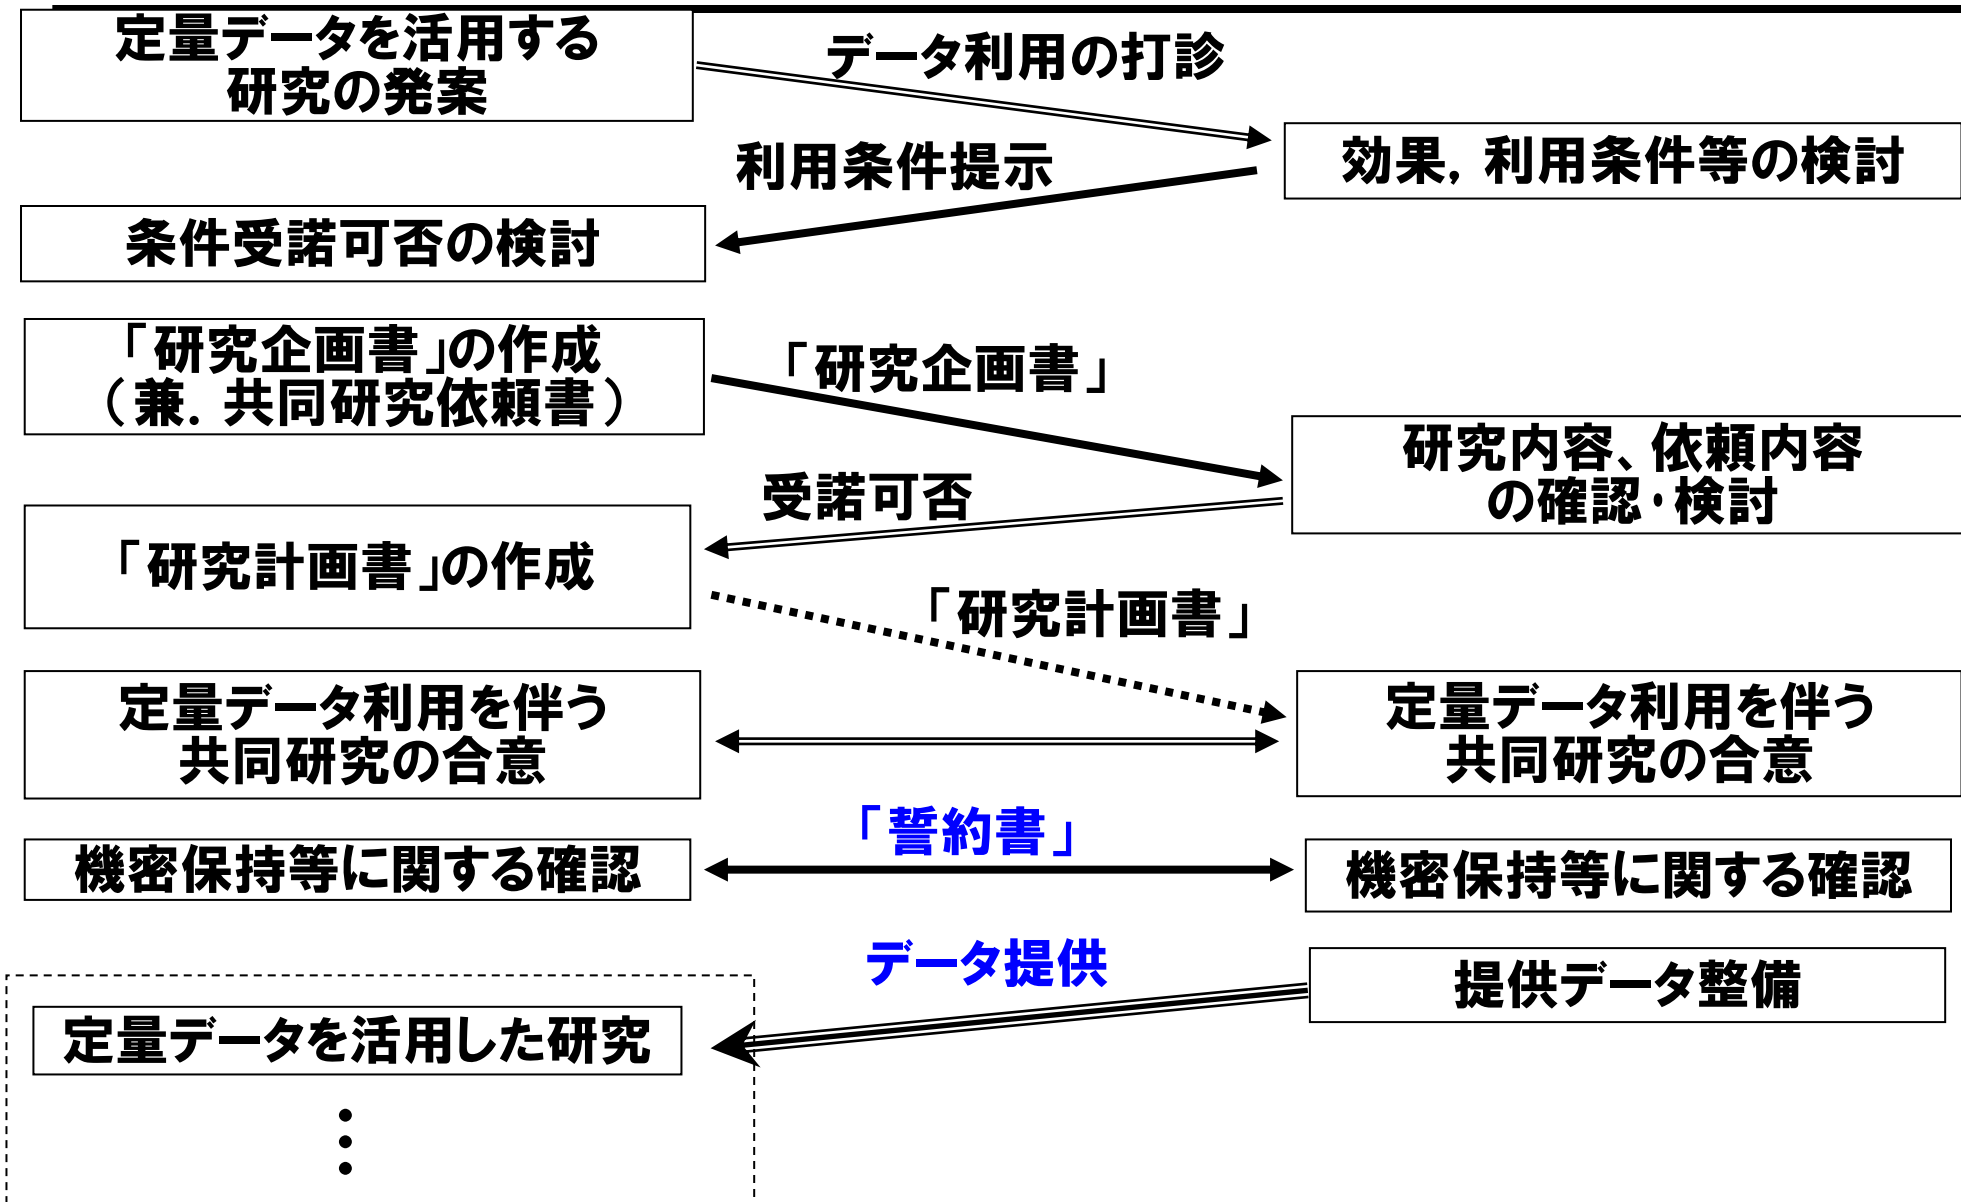 定量データを活用する
研究の発案
データ利用の打診
効果，利用条件等の検討
利用条件提示
条件受諾可否の検討
「研究企画書」の作成
（兼．共同研究依頼書）
「研究企画書」
研究内容、依頼内容
の確認・検討
受諾可否
「研究計画書」の作成
「研究計画書」
定量データ利用を伴う
共同研究の合意
定量データ利用を伴う
共同研究の合意
「誓約書」
機密保持等に関する確認
機密保持等に関する確認
データ提供
提供データ整備
定量データを活用した研究